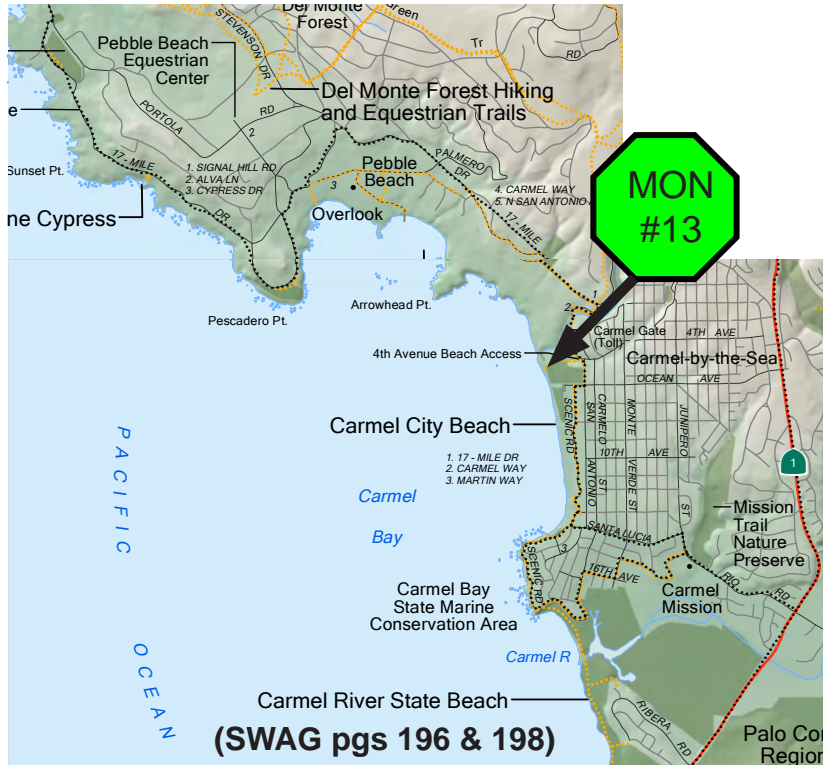 Del Monte
Forest
Green
Tr
RD
STEVENSON DR
Pebble Beach
Equestrian
Center
Del Monte Forest Hiking
and Equestrian Trails
PORTOLA
RD
2
e
17-MILE
DR
Sunset Pt.
1. SIGNAL HILL RD
2. ALVA LN
3. CYPRESS DR
Pebble
Beach
PALMERO
DR
4. CARMEL WAY
5. N SAN ANTONIO
3
Overlook
17-MILE
ne Cypress
MON
#13
Pescadero Pt.
Arrowhead Pt.
1
2
Carmel Gate
(Toll)
4TH AVE
4th Avenue Beach Access
Carmel-by-the-Sea
OCEAN AVE
Carmel City Beach
SCENIC RD
SAN ANTONIO
CARMELO ST
MONTE VERDE ST
JUNIPERO ST
10TH AVE
1. 17 - MILE DR
2. CARMEL WAY
3. MARTIN WAY
1
PACIFIC
OCEAN
Carmel
Bay
Mission
Trail
Nature
Preserve
SANTA LUCIA
SCENIC RD
3
16TH AVE
RIO
RD
Carmel
Mission
Carmel Bay
State Marine
Conservation Area
Carmel R
Carmel River State Beach
RIBERA
RD
(SWAG pgs 196 & 198)
Palo Co
Region